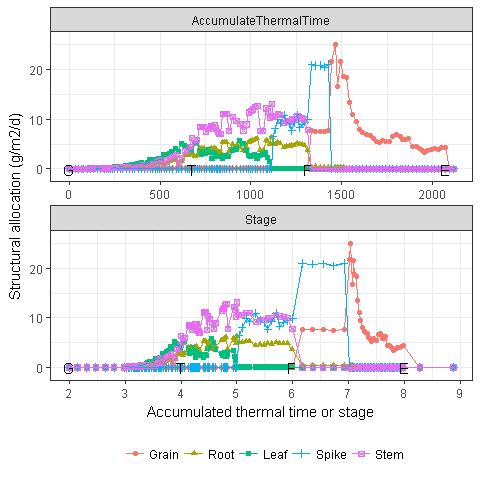 AccumulateThermalTime
20
10
0
0 500 1000 1500 2000
Stage
20
10
0
2 3 4 5 6 7 8 9
Structural allocation (g/m2/d)
Accumulated thermal time or stage
Grain Root Leaf Spike Stem